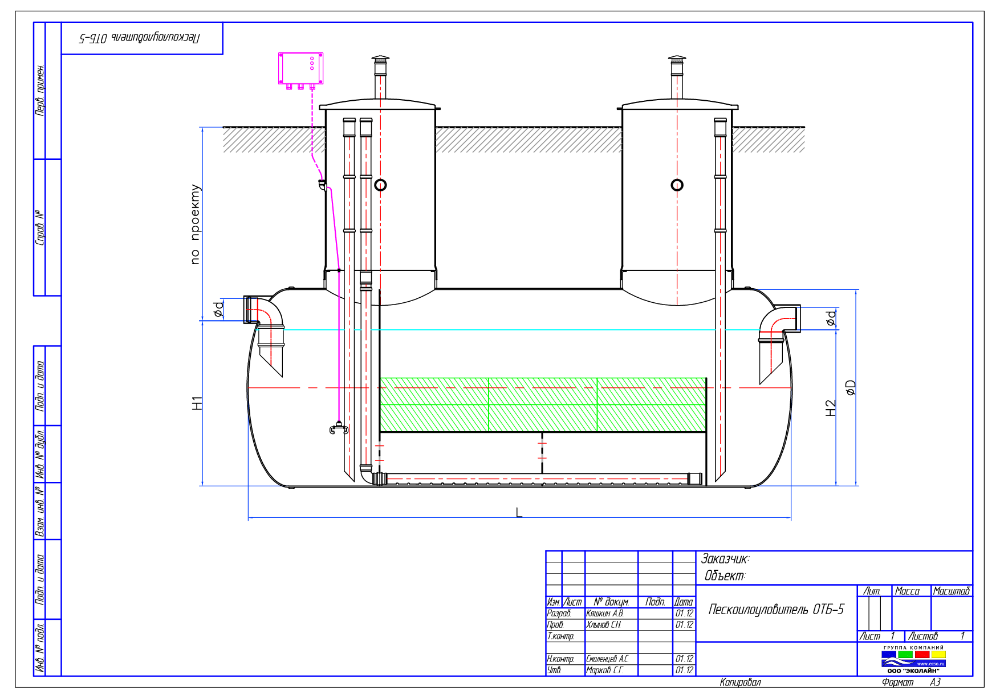 Пескоилоуловитель ОТБ-5
Перв. примен.
Справ. №
Подп. и дата
Инв. № дубл.
Взам. инв. №
Подп. и дата
Инв. № подл.
по проекту
Ød
H1
Ød
H2
ØD
L
Заказчик:
Объект:
Изм. Лист № докум. Подп. Дата
Разраб. 01.12
Пров. Хлынов С.Н. 01.12
Т.контр.
Н.контр. Емеленцев А.С. 01.12
Утв. Марков С.Г. 01.12
Пескоилоуловитель ОТБ-5
Лит. Масса Масштаб
Лист 1 Листов 1
ГРУППА КОМПАНИЙ
ООО "ЭКОЛАЙН"
Копировал Формат А3